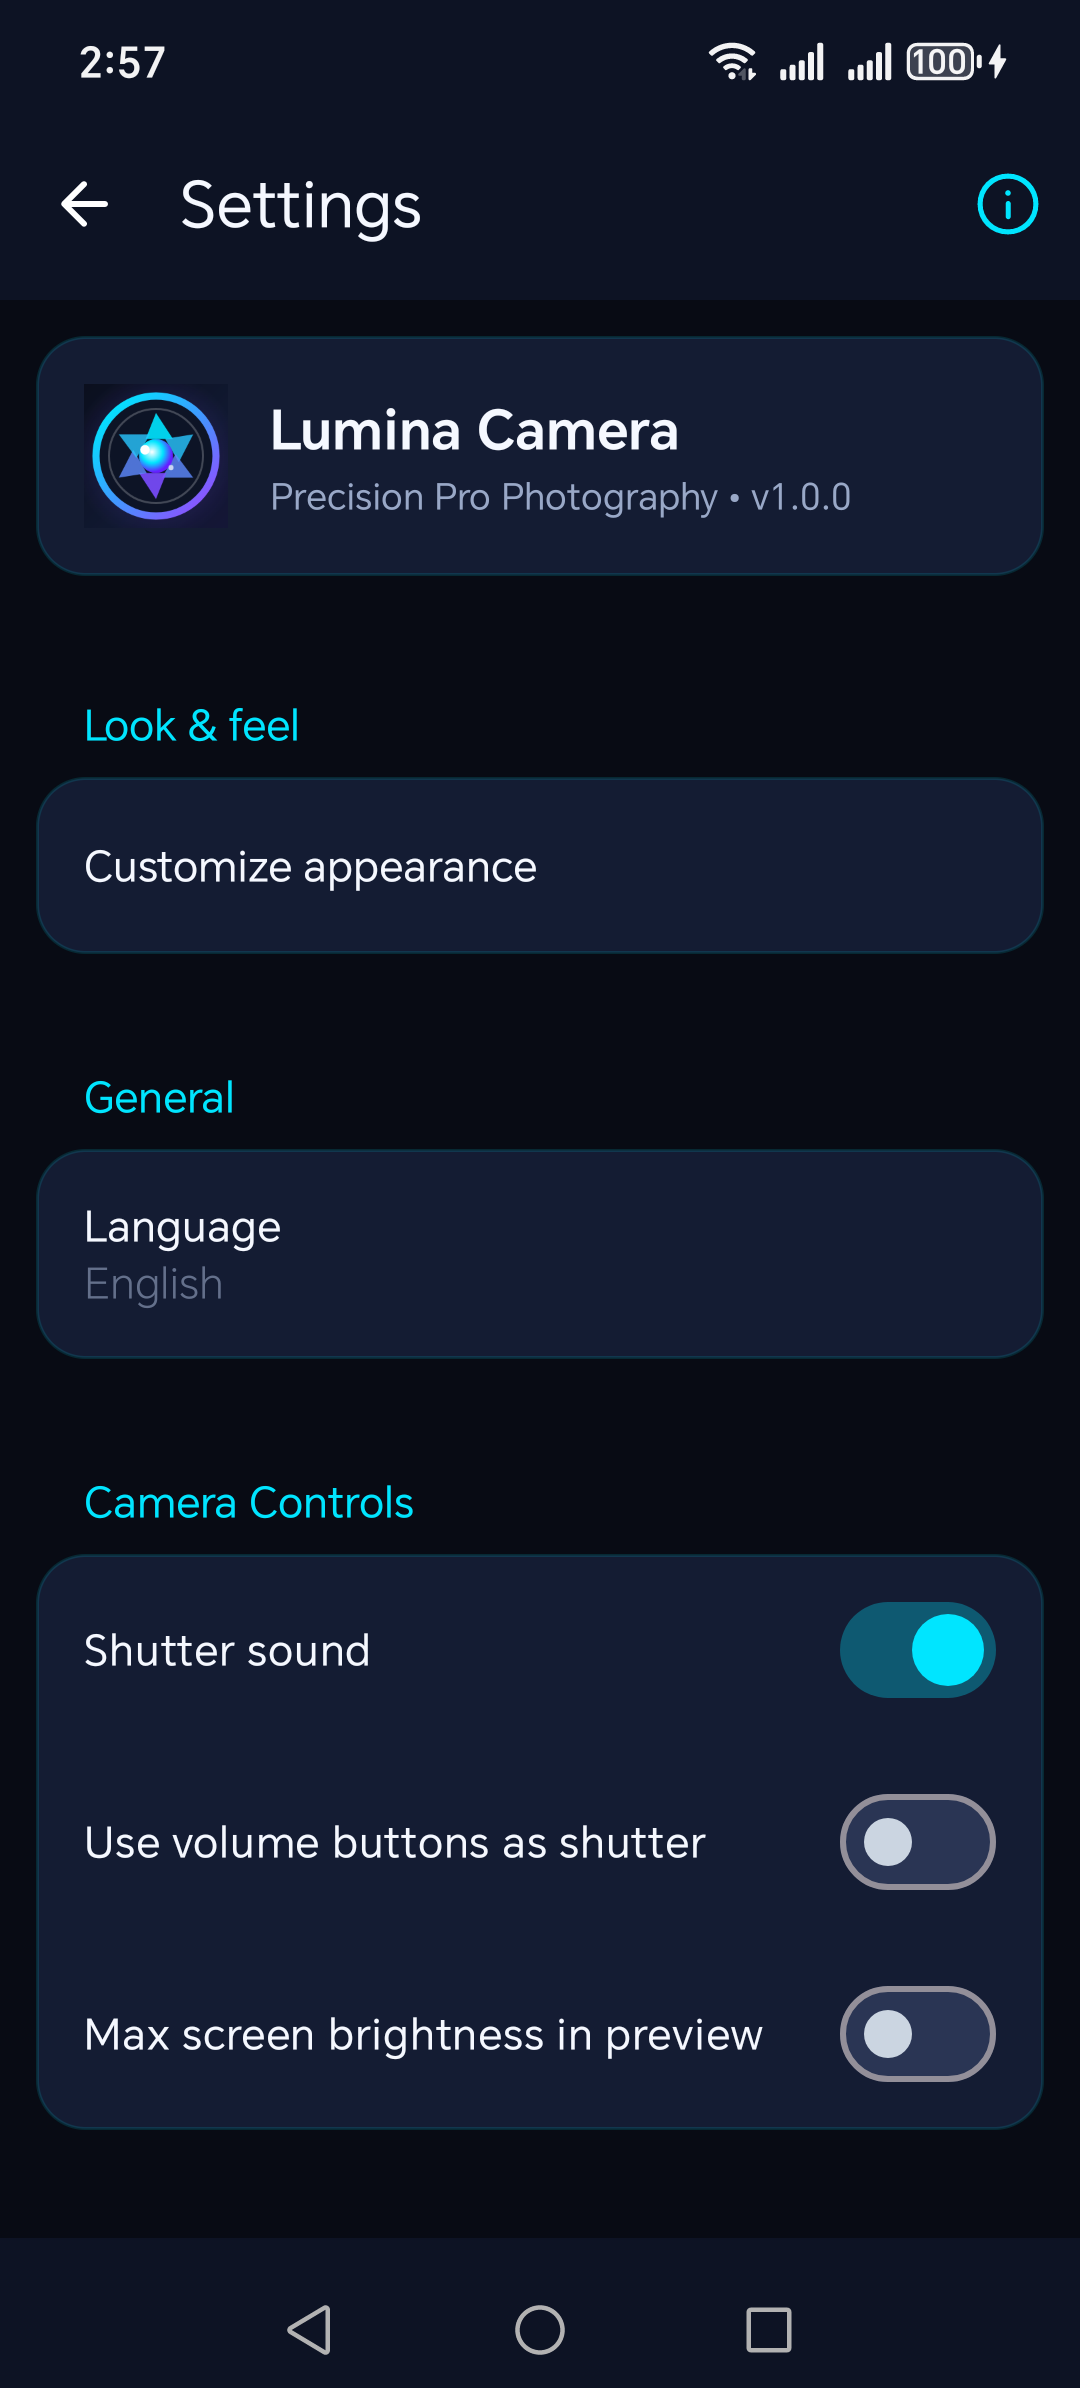 2:57
100
Settings
Lumina Camera
Precision Pro Photography • v1.0.0
Look & feel
Customize appearance
General
Language
English
Camera Controls
Shutter sound
Use volume buttons as shutter
Max screen brightness in preview